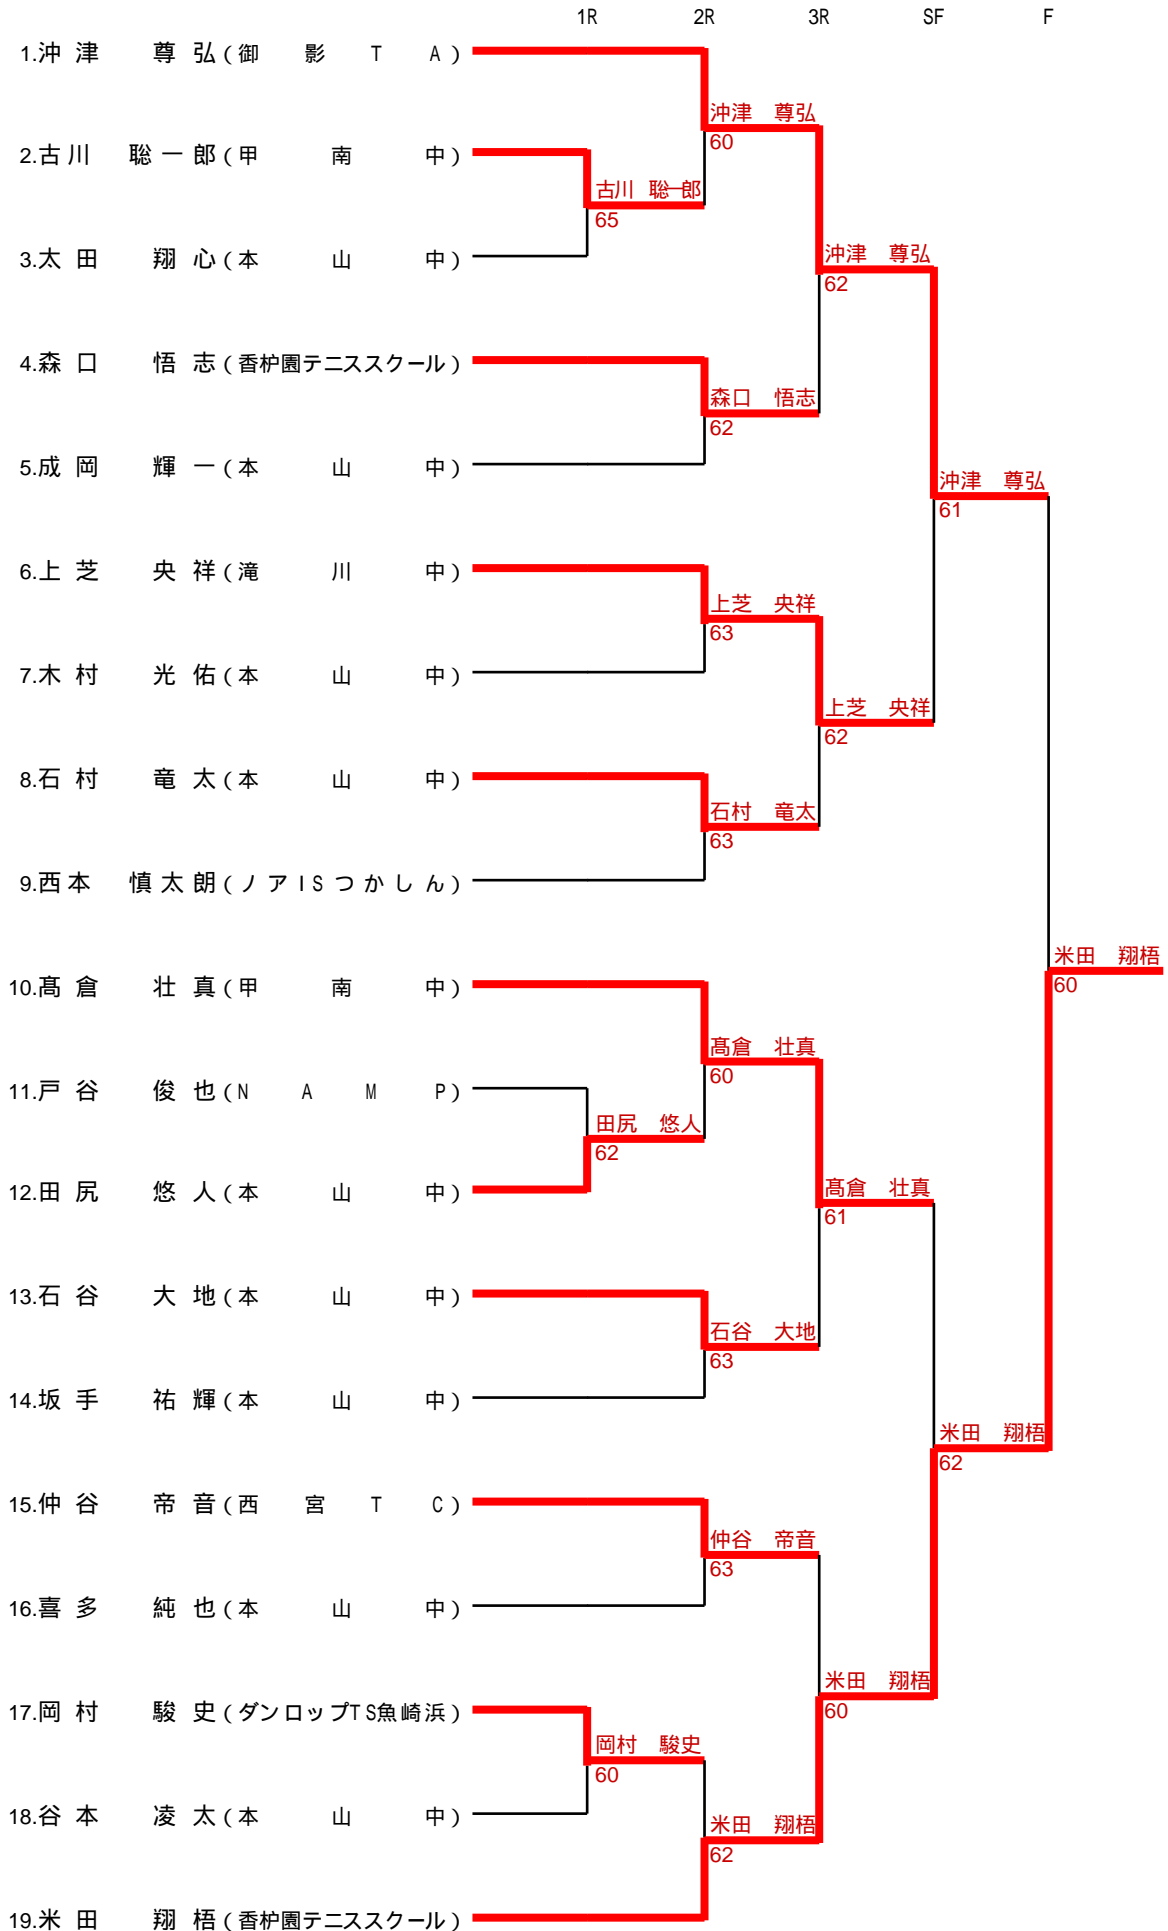 1R 2R 3R SF F
1.沖津 尊弘(御影TA)
沖津 尊弘
60
2.古川 聡一郎(甲南中)
古川 聡一郎
65
3.太田 翔心(本山中)
沖津 尊弘
62
4.森口 悟志(香枦園テニススクール)
森口 悟志
62
5.成岡 輝一(本山中)
沖津 尊弘
61
6.上芝 央祥(滝川中)
上芝 央祥
63
7.木村 光佑(本山中)
上芝 央祥
62
8.石村 竜太(本山中)
石村 竜太
63
9.西本 慎太朗(ノアISつかしん)
米田 翔梧
60
10.髙倉 壮真(甲南中)
髙倉 壮真
60
11.戸谷 俊也(NAMP)
田尻 悠人
62
12.田尻 悠人(本山中)
髙倉 壮真
61
13.石谷 大地(本山中)
石谷 大地
63
14.坂手 祐輝(本山中)
米田 翔梧
62
15.仲谷 帝音(西宮TC)
仲谷 帝音
63
16.喜多 純也(本山中)
米田 翔梧
60
17.岡村 駿史(ダンロップTS魚崎浜)
岡村 駿史
60
18.谷本 凌太(本山中)
米田 翔梧
62
19.米田 翔梧(香枦園テニススクール)